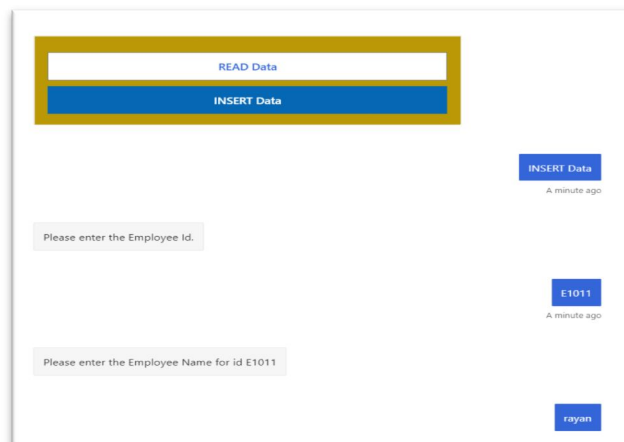 READ Data
INSERT Data
INSERT Data
A minute ago
Please enter the Employee Id.
E1011
A minute ago
Please enter the Employee Name for id E1011
rayan